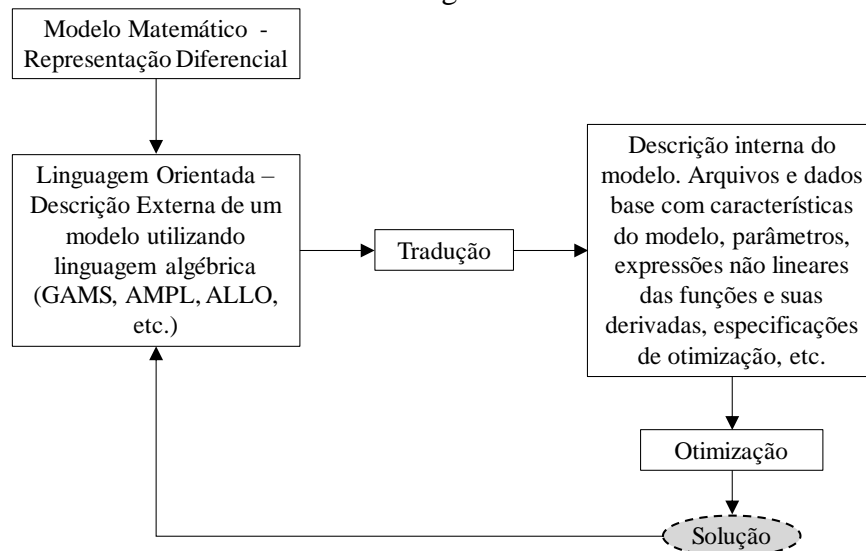 Modelo Matemático -
Representação Diferencial
Linguagem Orientada –
Descrição Externa de um
modelo utilizando
linguagem algébrica
(GAMS, AMPL, ALLO,
etc.)
Tradução
Descrição interna do
modelo. Arquivos e dados
base com características
do modelo, parâmetros,
expressões não lineares
das funções e suas
derivadas, especificações
de otimização, etc.
Otimização
Solução